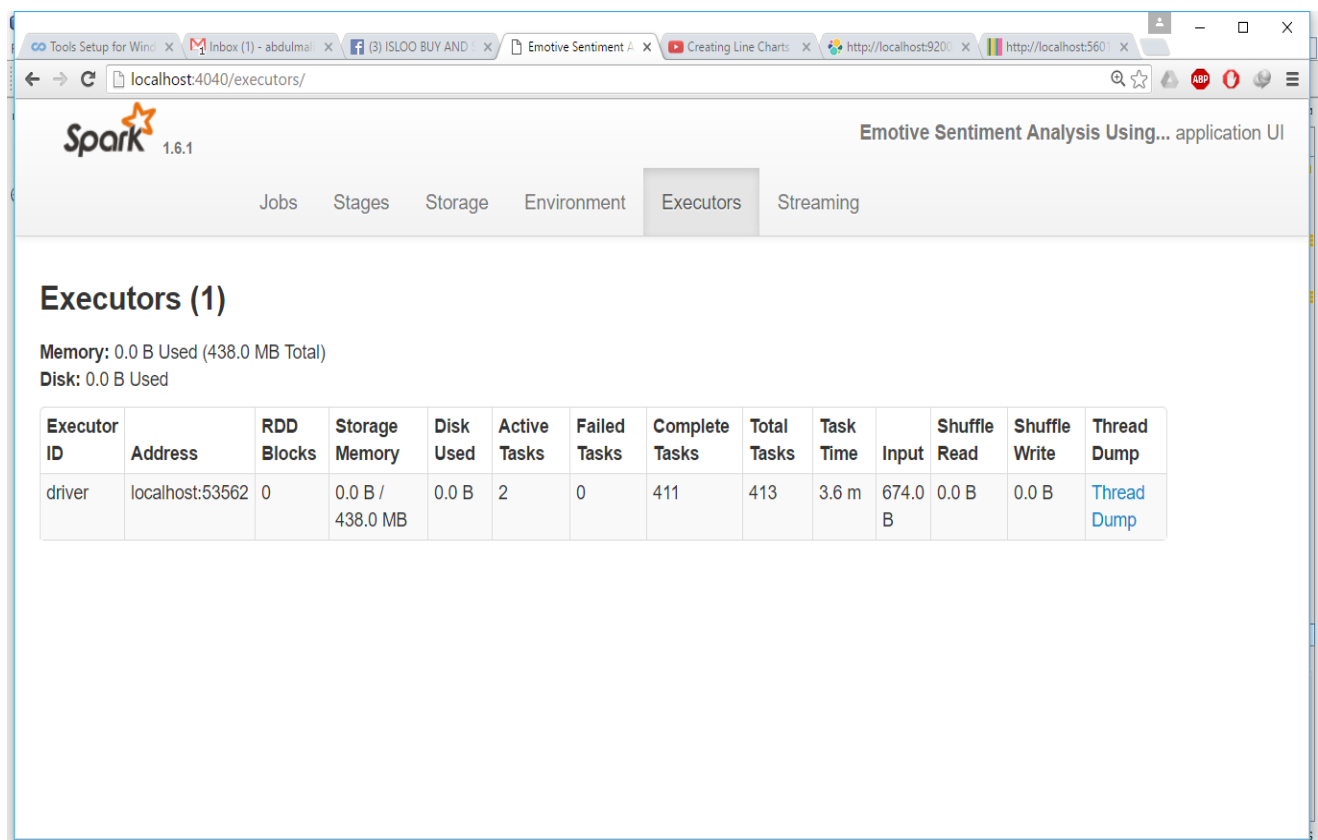 Tools Setup for Wind
Inbox (1) - abdulmal
(3) ISLOO BUY AND S
Emotive Sentiment A
Creating Line Charts
http://localhost:9200
http://localhost:5601
localhost:4040/executors/
ABP
Spark 1.6.1
Emotive Sentiment Analysis Using... application UI
Jobs Stages Storage Environment Executors Streaming
Executors (1)
Memory: 0.0 B Used (438.0 MB Total)
Disk: 0.0 B Used
Executor ID Address RDD Blocks Storage Memory Disk Used Active Tasks Failed Tasks Complete Tasks Total Tasks Task Time Input Shuffle Read Shuffle Write Thread Dump
driver localhost:53562 0 0.0 B / 438.0 MB 0.0 B 2 0 411 413 3.6 m 674.0 B 0.0 B 0.0 B Thread Dump